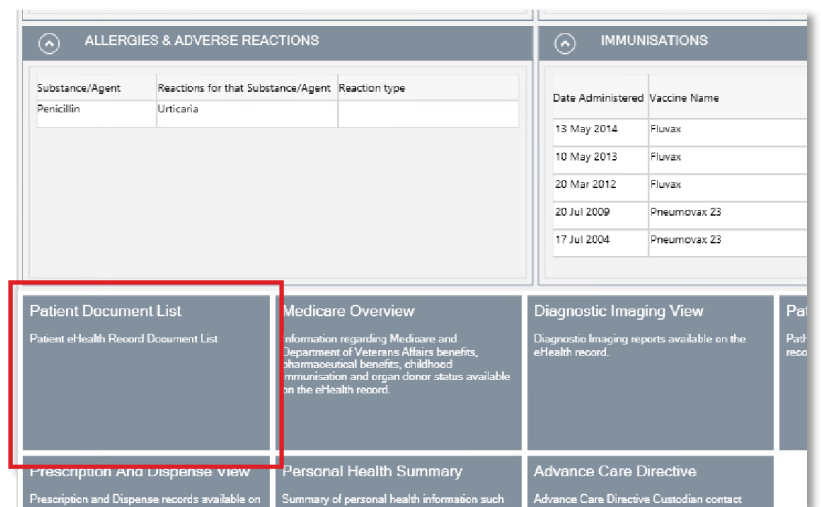 ALLERGIES & ADVERSE REACTIONS
Substance/Agent Reactions for that Substance/Agent Reaction type
Penicillin Urticaria
IMMUNISATIONS
Date Administered Vaccine Name
13 May 2014 Fluvax
10 May 2013 Fluvax
20 Mar 2012 Fluvax
20 Jul 2009 Pneumovax 23
17 Jul 2004 Pneumovax 23
Patient Document List
Patient eHealth Record Document List
Medicare Overview
Information regarding Medicare and
Department of Veterans Affairs benefits,
pharmaceutical benefits, childhood
immunisation and organ donor status available
on the eHealth record.
Diagnostic Imaging View
Diagnostic Imaging reports available on the
eHealth record.
Pat
Path
reco
Prescription And Dispense View
Prescription and Dispense records available on
Personal Health Summary
Summary of personal health information such
Advance Care Directive
Advance Care Directive Custodian contact